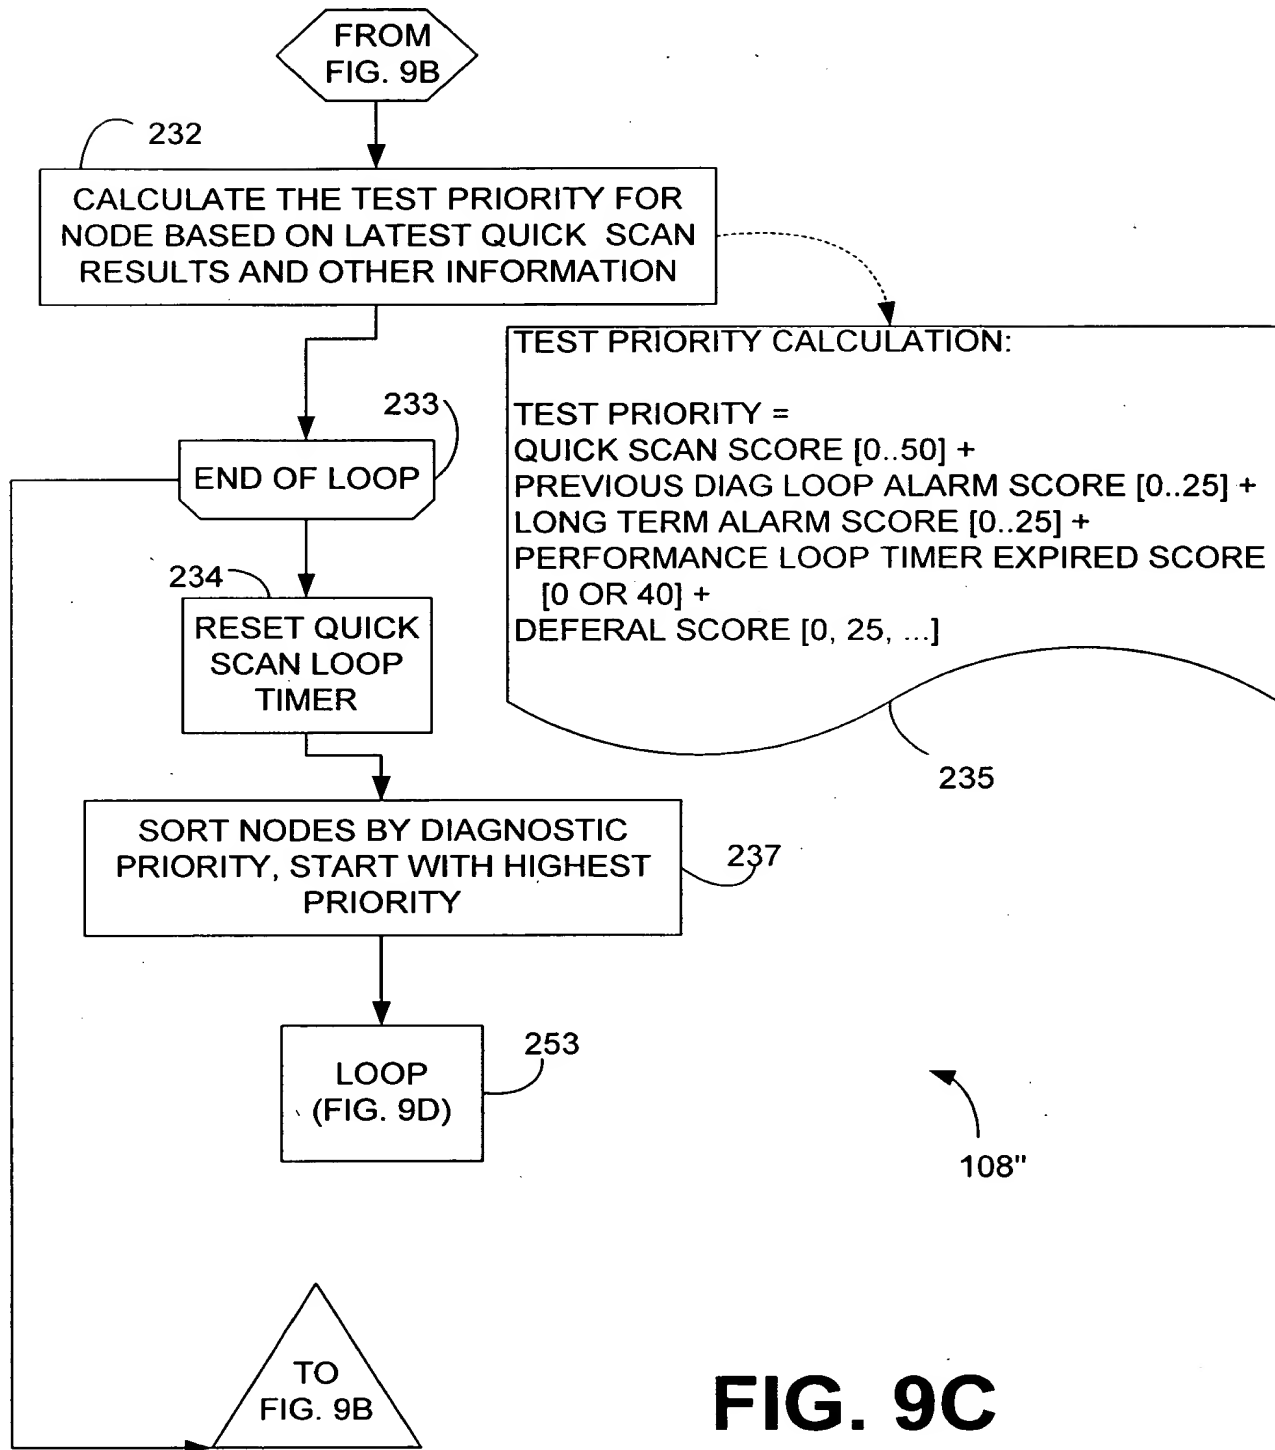 FROM
FIG. 9B
232
CALCULATE THE TEST PRIORITY FOR
NODE BASED ON LATEST QUICK SCAN
RESULTS AND OTHER INFORMATION
TEST PRIORITY CALCULATION:
TEST PRIORITY =
QUICK SCAN SCORE [0..50] +
PREVIOUS DIAG LOOP ALARM SCORE [0..25] +
LONG TERM ALARM SCORE [0..25] +
PERFORMANCE LOOP TIMER EXPIRED SCORE
[0 OR 40] +
DEFERAL SCORE [0, 25, ...]
235
233
END OF LOOP
234
RESET QUICK
SCAN LOOP
TIMER
SORT NODES BY DIAGNOSTIC
PRIORITY, START WITH HIGHEST
PRIORITY
237
LOOP
(FIG. 9D)
253
108"
TO
FIG. 9B
FIG. 9C